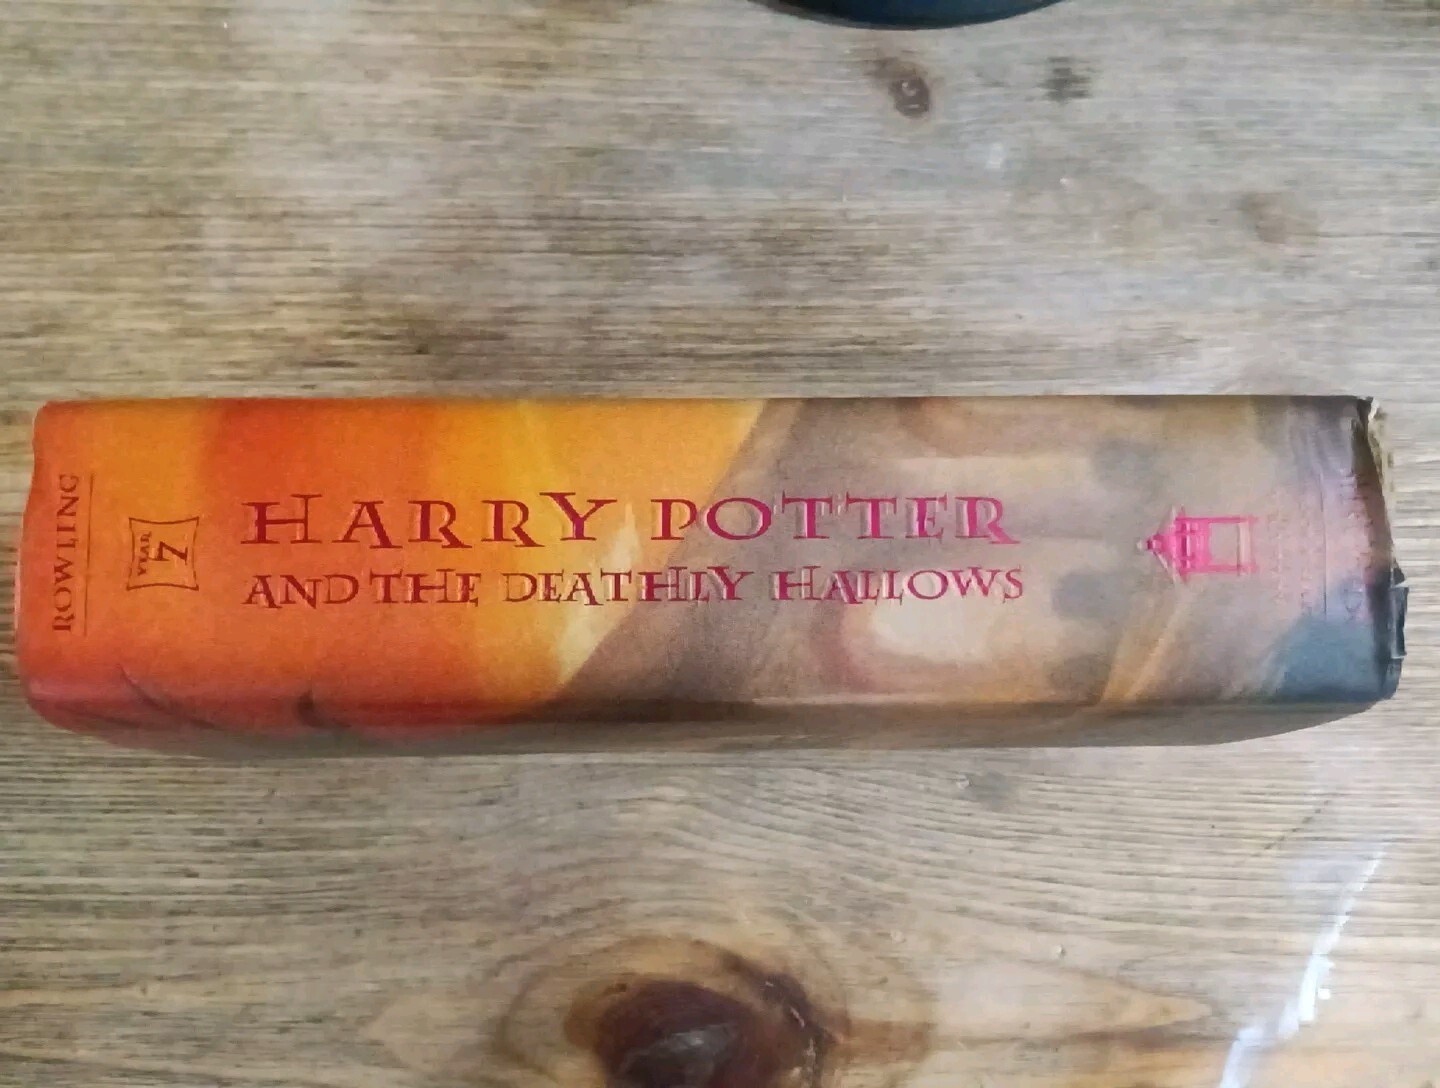 ROWLING
YEAR
7
HARRY POTTER
AND THE DEATHLY HALLOWS